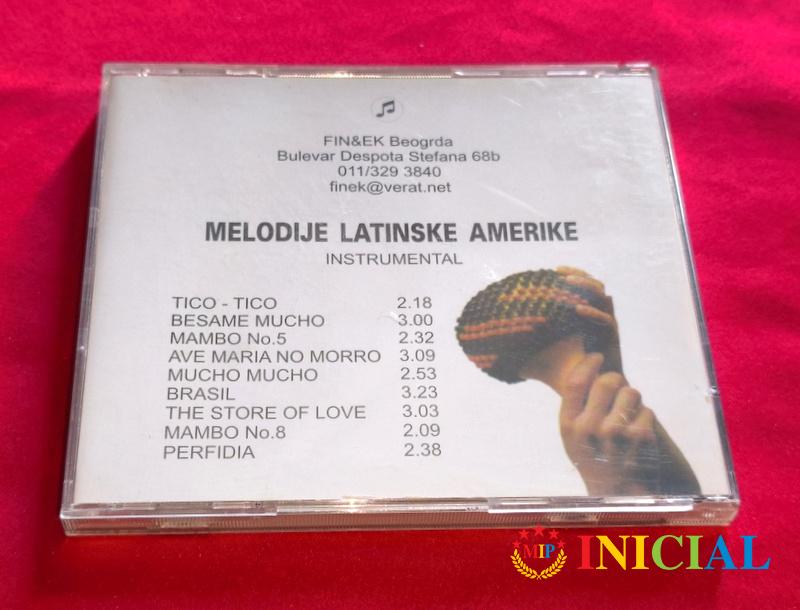 FIN&EK Beogrda
Bulevar Despota Stefana 68b
011/329 3840
finek@verat.net
MELODIJE LATINSKE AMERIKE
INSTRUMENTAL
TICO - TICO 2.18
BESAME MUCHO 3.00
MAMBO No.5 2.32
AVE MARIA NO MORRO 3.09
MUCHO MUCHO 2.53
BRASIL 3.23
THE STORE OF LOVE 3.03
MAMBO No.8 2.09
PERFIDIA 2.38
MIP INICIAL